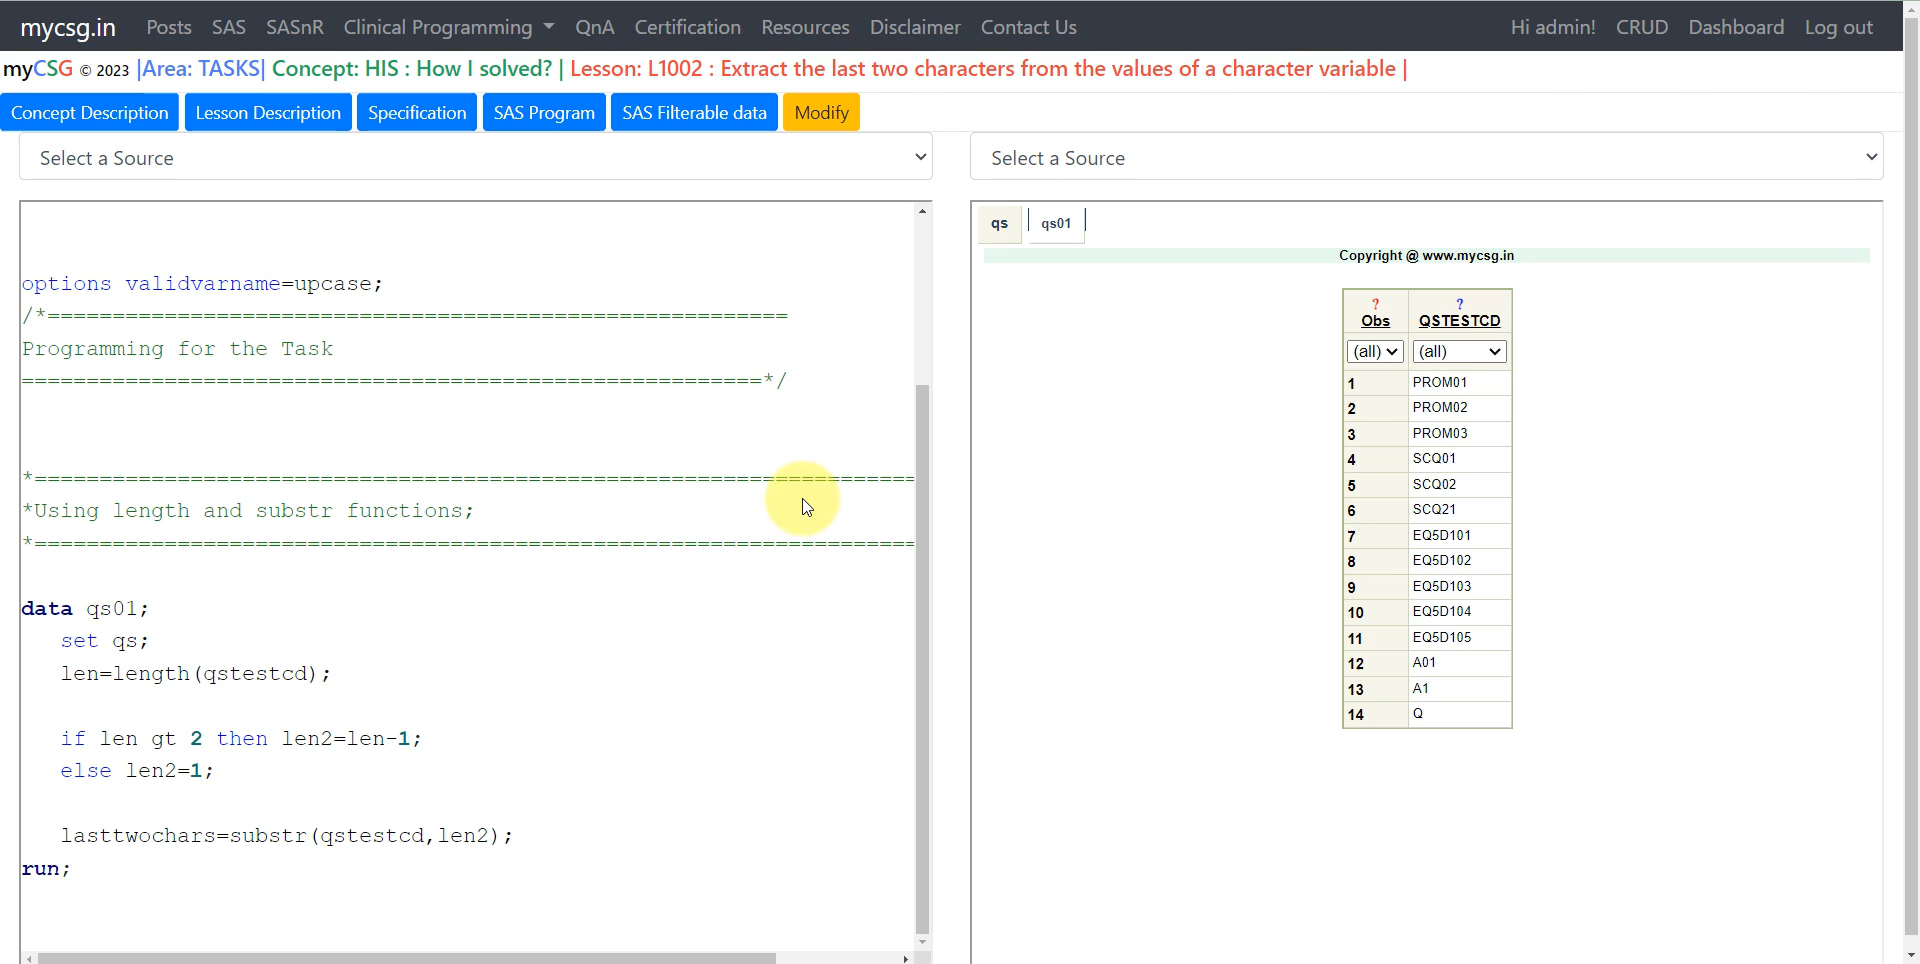 mycsg.in Posts SAS SASnR Clinical Programming QnA Certification Resources Disclaimer Contact Us Hi admin! CRUD Dashboard Log out
myCSG © 2023 |Area: TASKS| Concept: HIS : How I solved? | Lesson: L1002 : Extract the last two characters from the values of a character variable |
Concept Description Lesson Description Specification SAS Program SAS Filterable data Modify
Select a Source
options validvarname=upcase;
/*=========================================================
Programming for the Task
=========================================================*/
*====================================================================
*Using length and substr functions;
*====================================================================
data qs01;
set qs;
len=length(qstestcd);
if len gt 2 then len2=len-1;
else len2=1;
lasttwochars=substr(qstestcd,len2);
run;
Select a Source
qs qs01
Copyright @ www.mycsg.in
? ?
Obs QSTESTCD
(all) (all)
1 PROM01
2 PROM02
3 PROM03
4 SCQ01
5 SCQ02
6 SCQ21
7 EQ5D101
8 EQ5D102
9 EQ5D103
10 EQ5D104
11 EQ5D105
12 A01
13 A1
14 Q